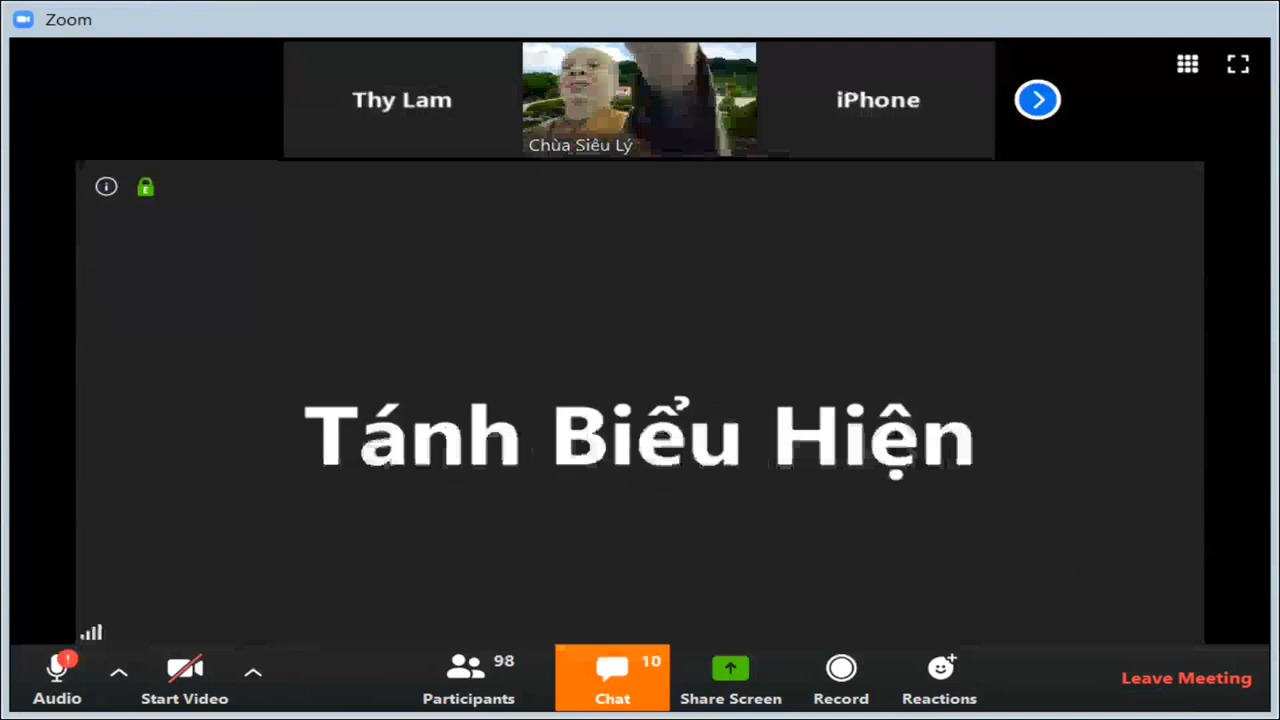 Zoom
Thy Lam
Chùa Siêu Lý
iPhone
Tánh Biểu Hiện
98
10
Audio
Start Video
Participants
Chat
Share Screen
Record
Reactions
Leave Meeting